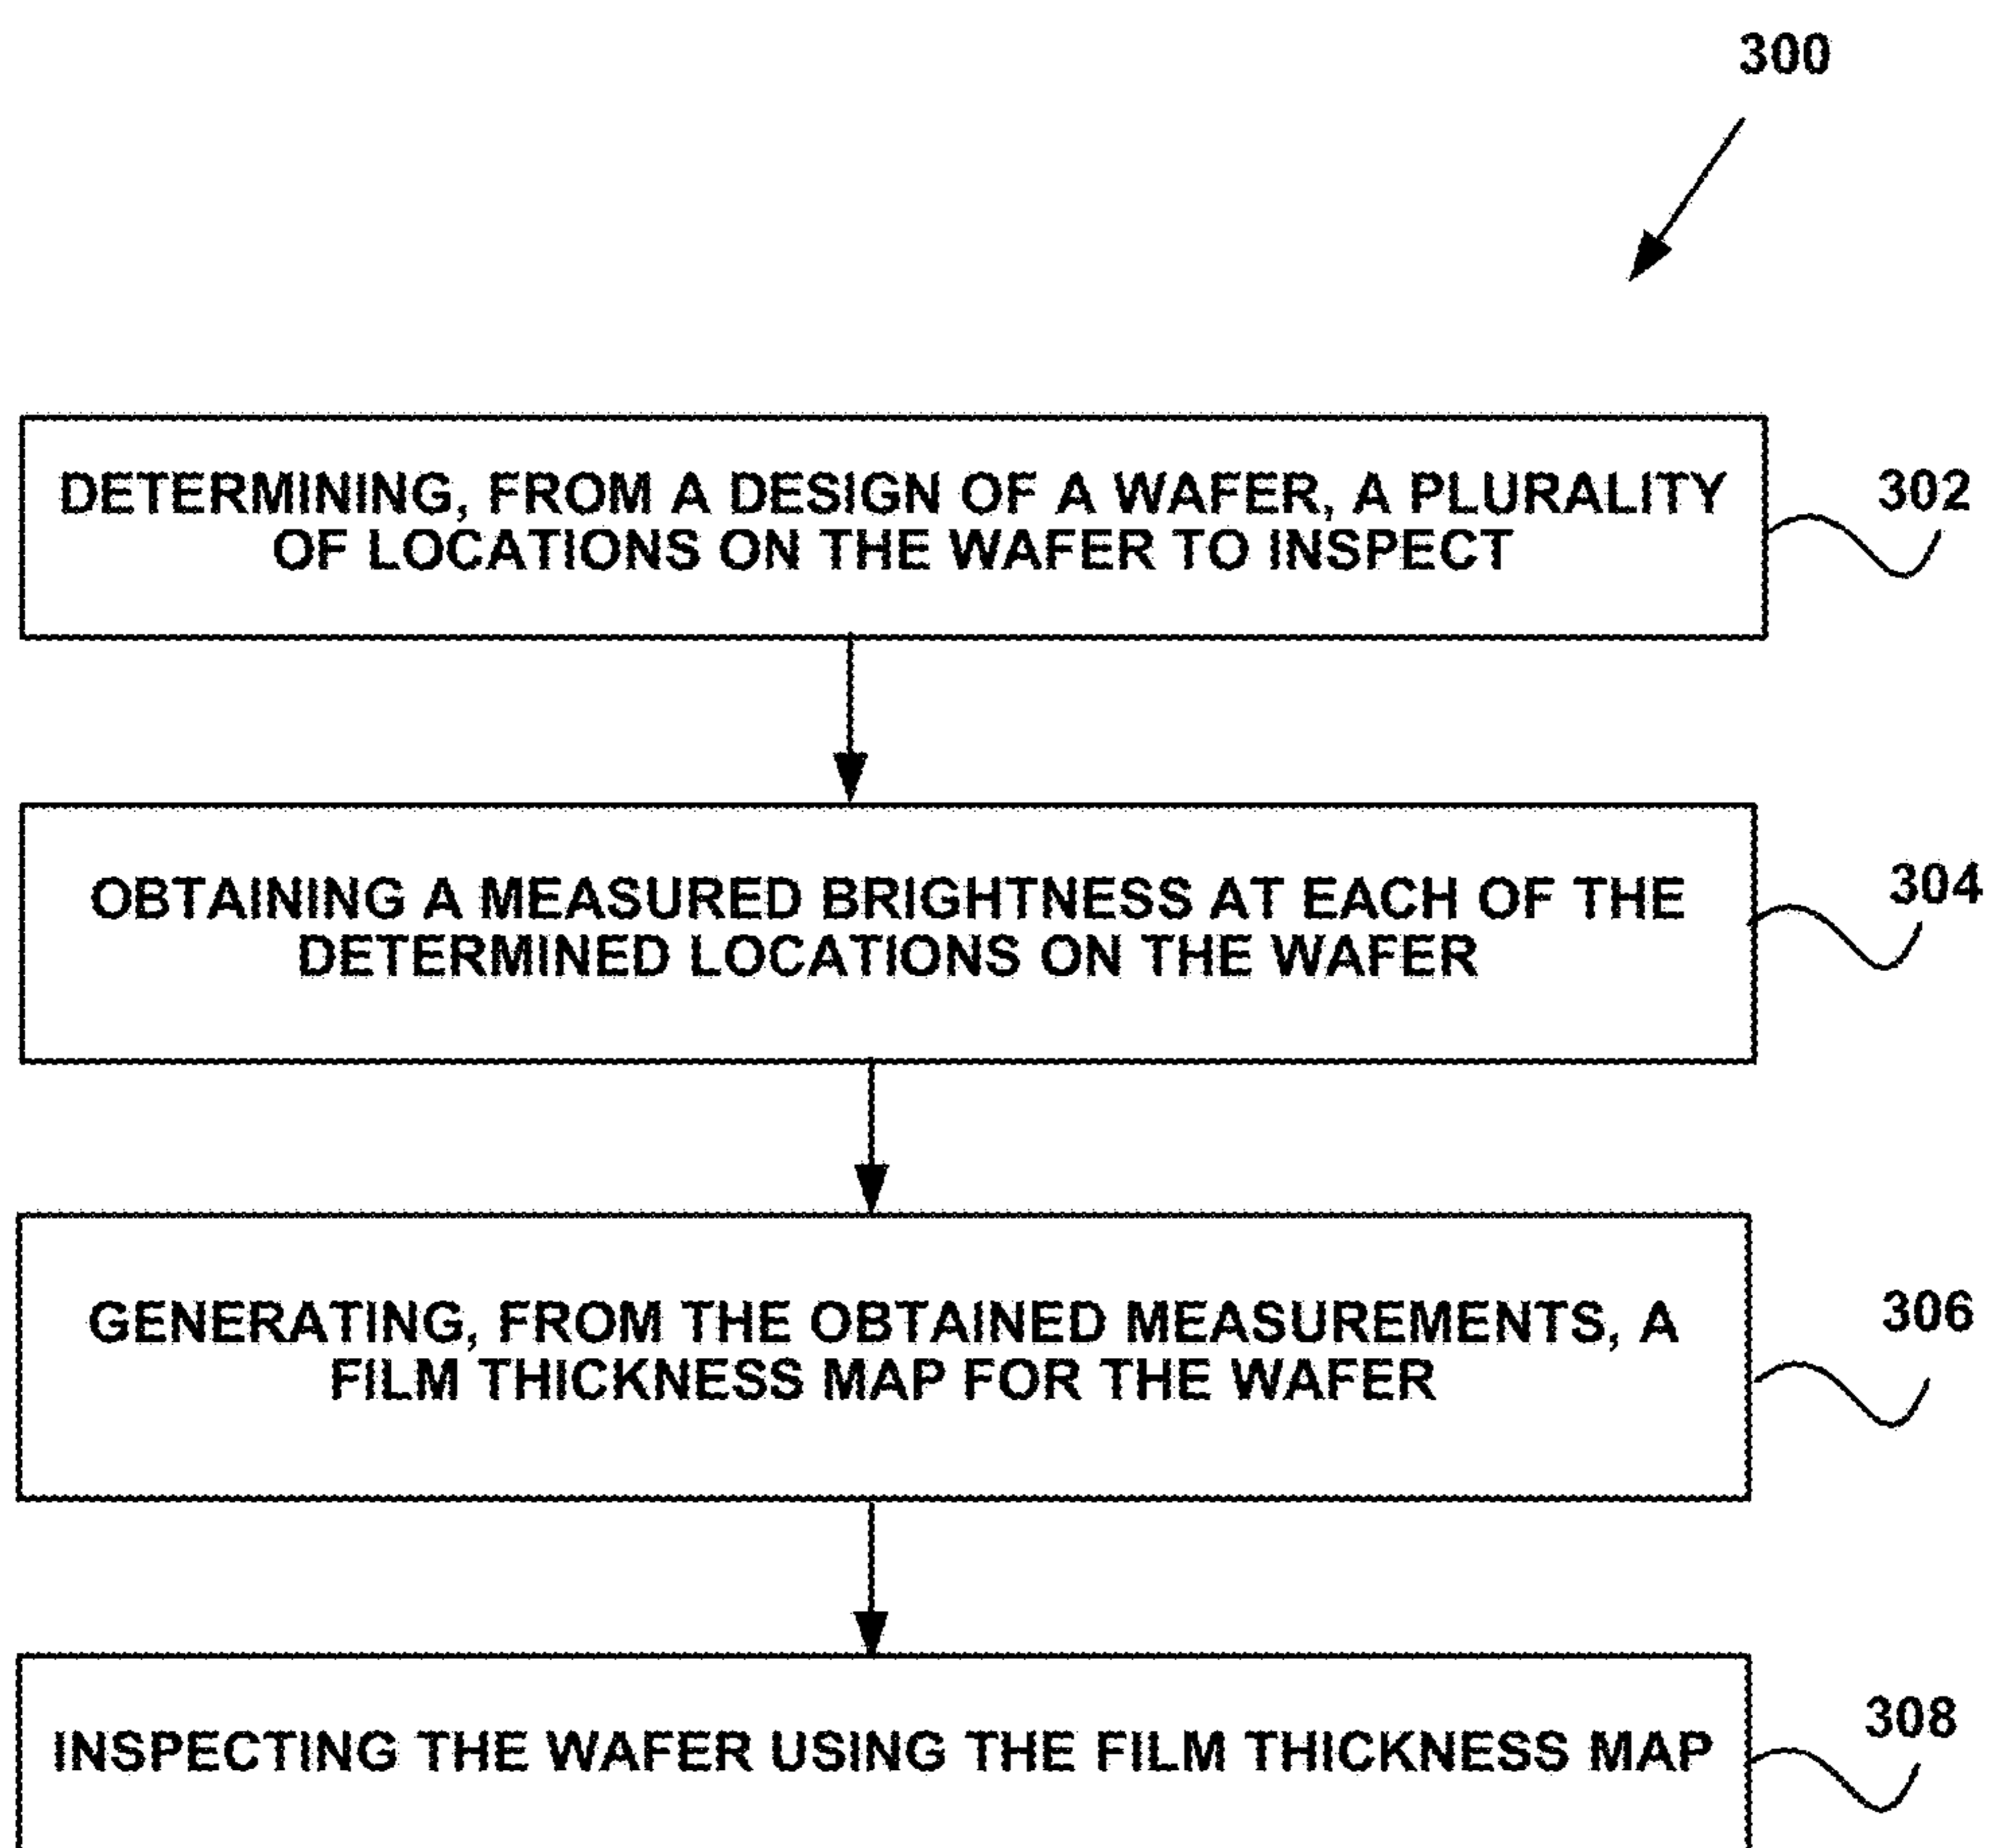 300
DETERMINING, FROM A DESIGN OF A WAFER, A PLURALITY
OF LOCATIONS ON THE WAFER TO INSPECT
302
OBTAINING A MEASURED BRIGHTNESS AT EACH OF THE
DETERMINED LOCATIONS ON THE WAFER
304
GENERATING, FROM THE OBTAINED MEASUREMENTS, A
FILM THICKNESS MAP FOR THE WAFER
306
INSPECTING THE WAFER USING THE FILM THICKNESS MAP
308